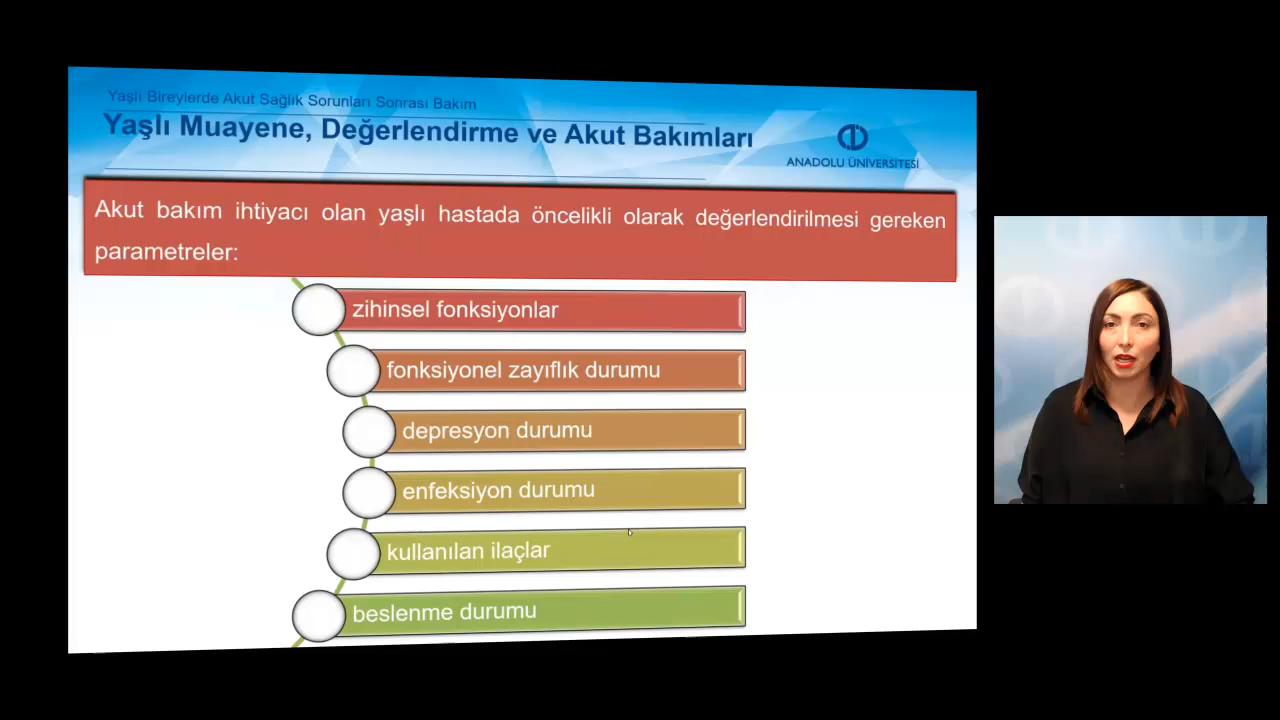 Yaşlı Bireylerde Akut Sağlık Sorunları Sonrası Bakım
Yaşlı Muayene, Değerlendirme ve Akut Bakımları
ANADOLU ÜNİVERSİTESİ
Akut bakım ihtiyacı olan yaşlı hastada öncelikli olarak değerlendirilmesi gereken
parametreler:
zihinsel fonksiyonlar
fonksiyonel zayıflık durumu
depresyon durumu
enfeksiyon durumu
kullanılan ilaçlar
beslenme durumu